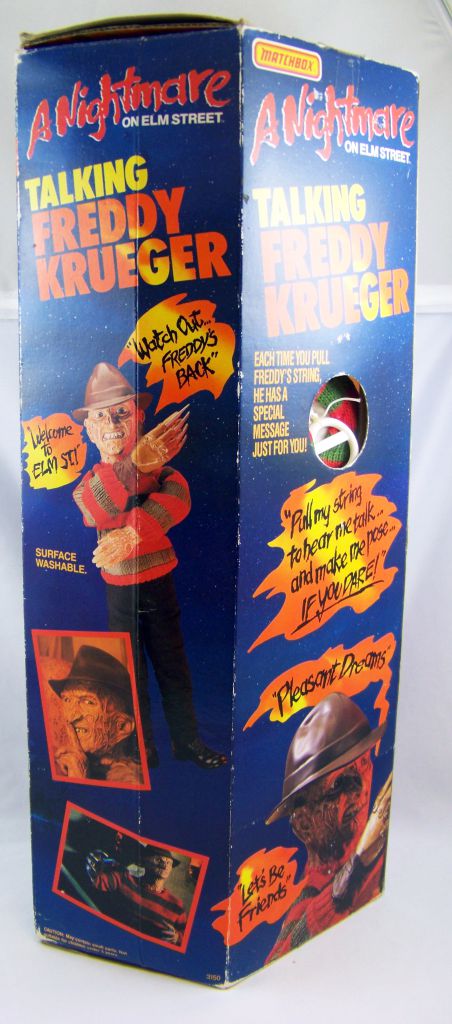 A Nightmare
ON ELM STREET
TALKING
FREDDY
KRUEGER
"Watch Out...
FREDDY'S
BACK"
"Welcome
TO
ELM ST!"
SURFACE
WASHABLE.
3150
MATCHBOX
A Nightmare
ON ELM STREET
TALKING
FREDDY
KRUEGER
EACH TIME YOU PULL
FREDDY'S STRING,
HE HAS A
SPECIAL
MESSAGE
JUST FOR YOU!
"Pull my string
to hear me talk...
and make me pose...
IF YOU DARE!"
"Pleasant Dreams"
"Let's Be
Friends"